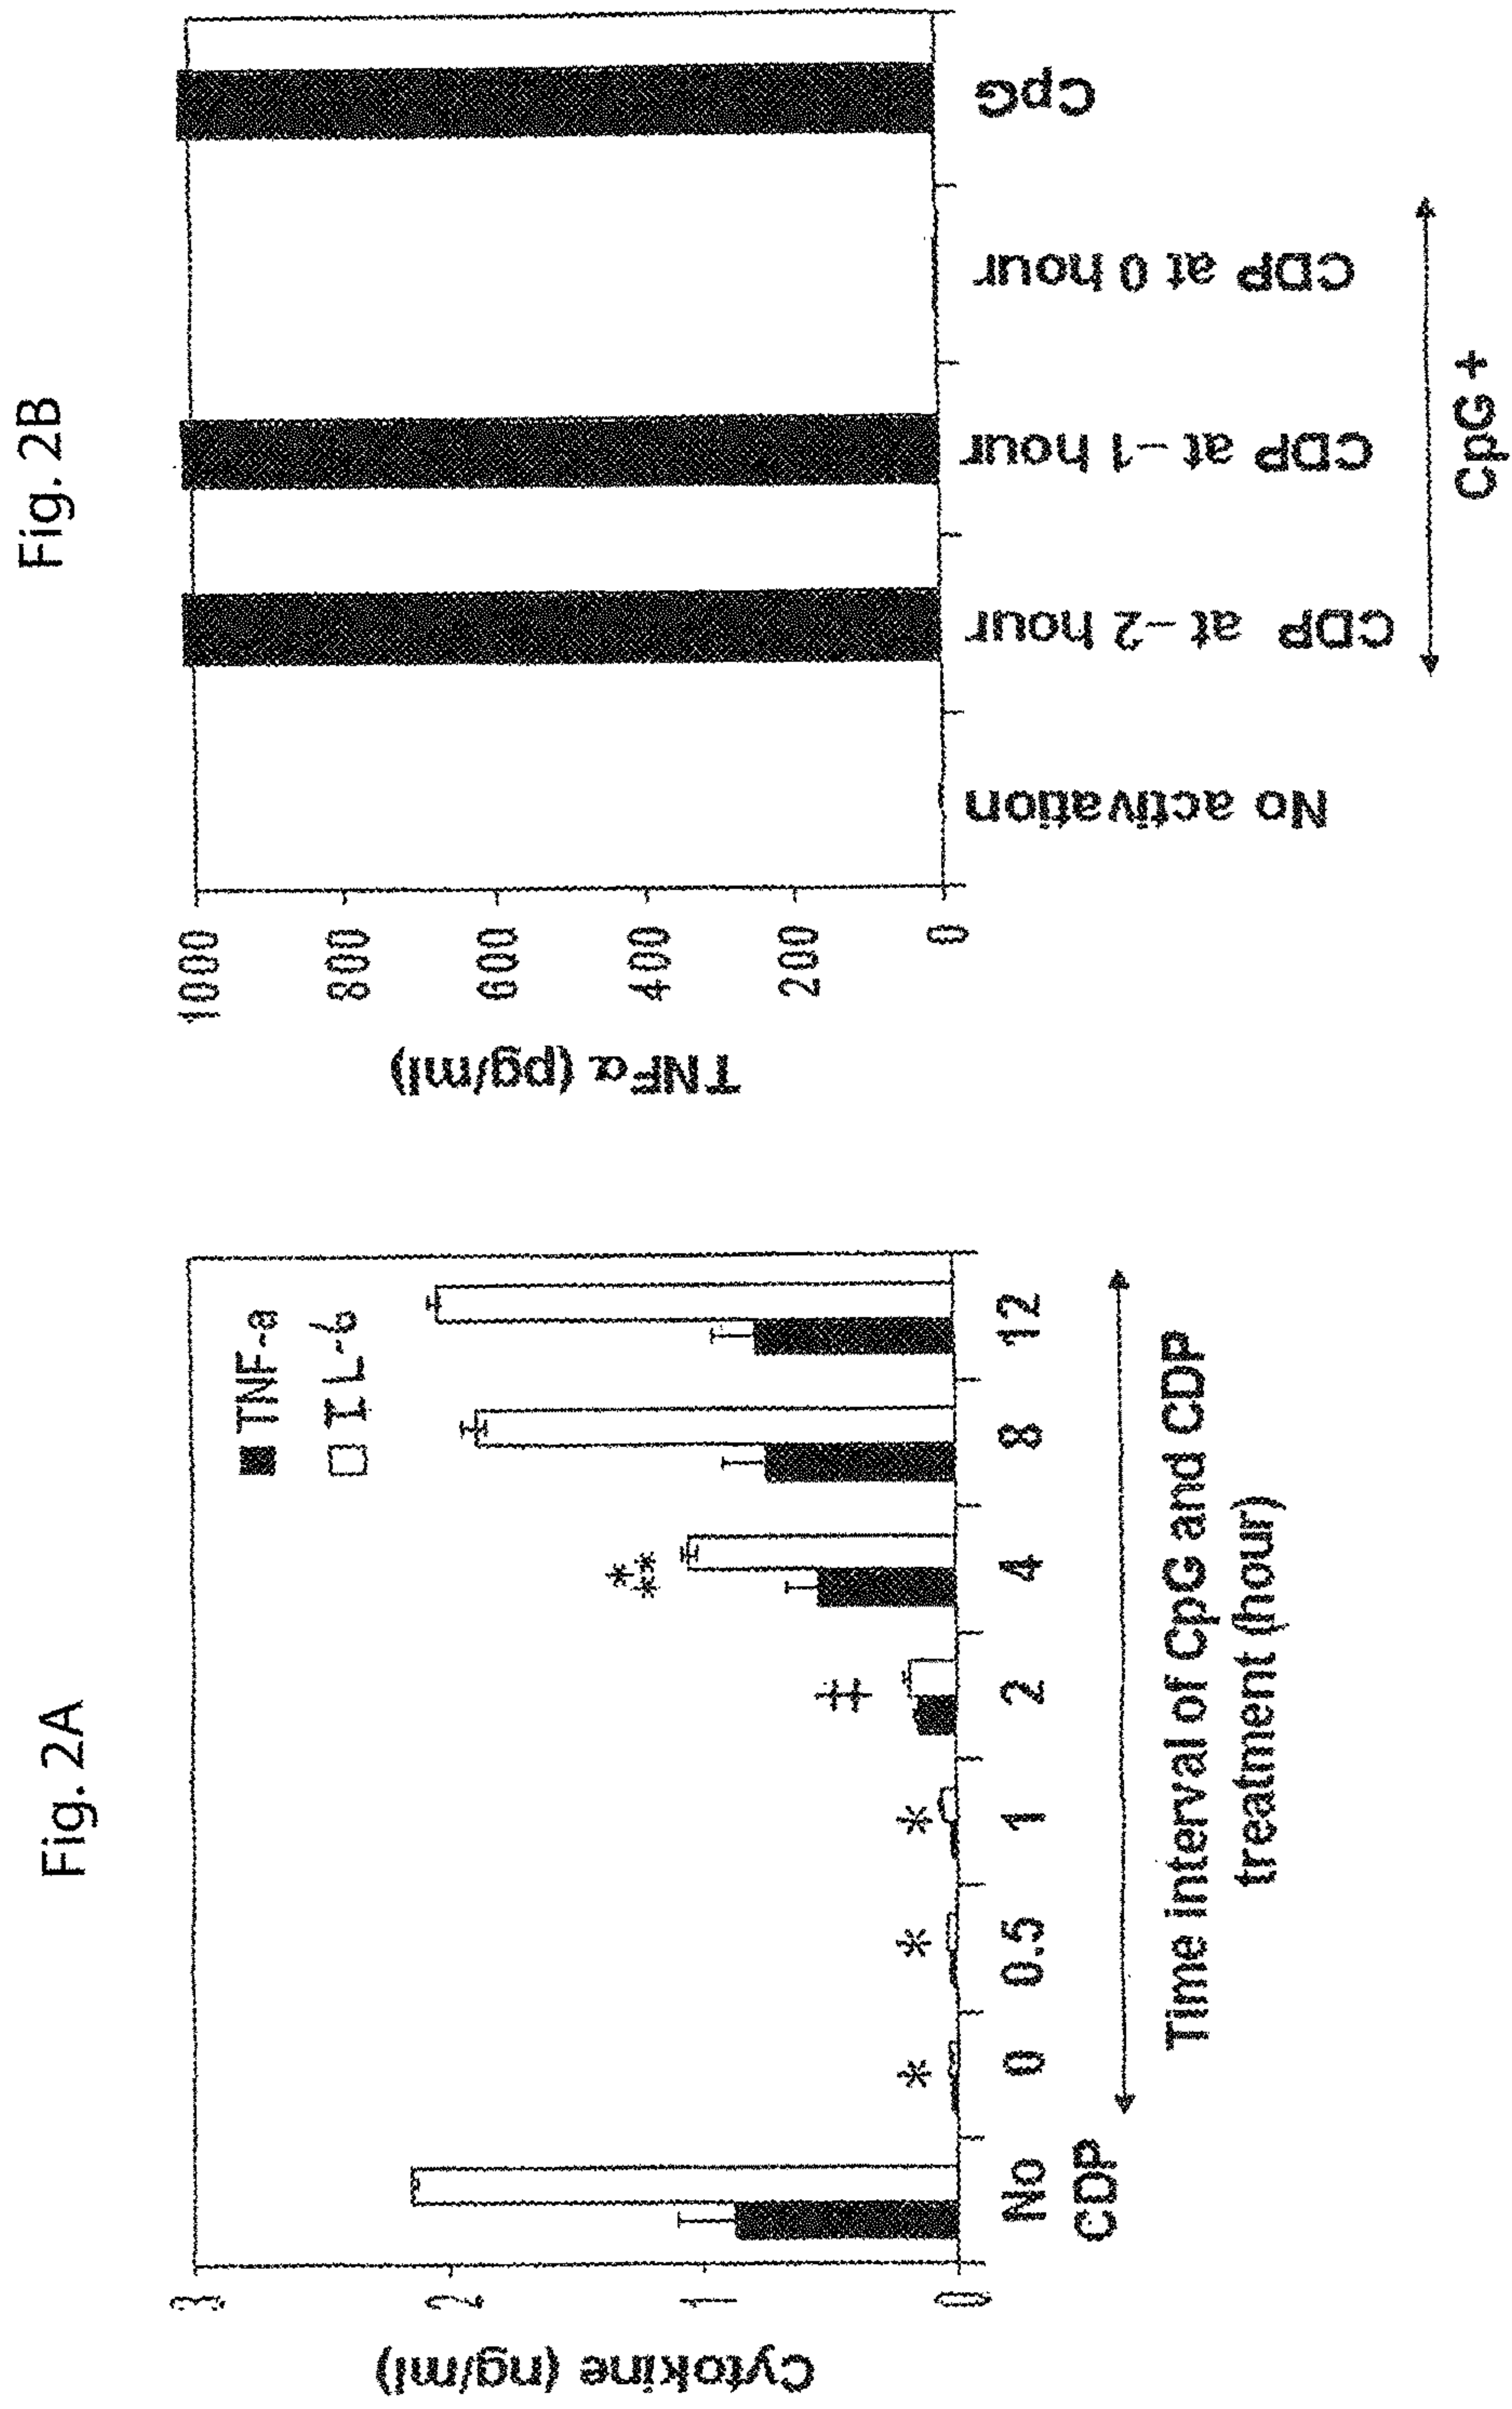 Fig. 2A
Cytokine (ng/ml)
3
2
1
0
TNF-a
IL-6
*
*
*
‡
*
**
No
CDP
0
0.5
1
2
4
8
12
Time interval of CpG and CDP
treatment (hour)
Fig. 2B
TNFα (pg/ml)
1000
800
600
400
200
0
No activation
CDP at -2 hour
CDP at -1 hour
CDP at 0 hour
CpG
CpG +